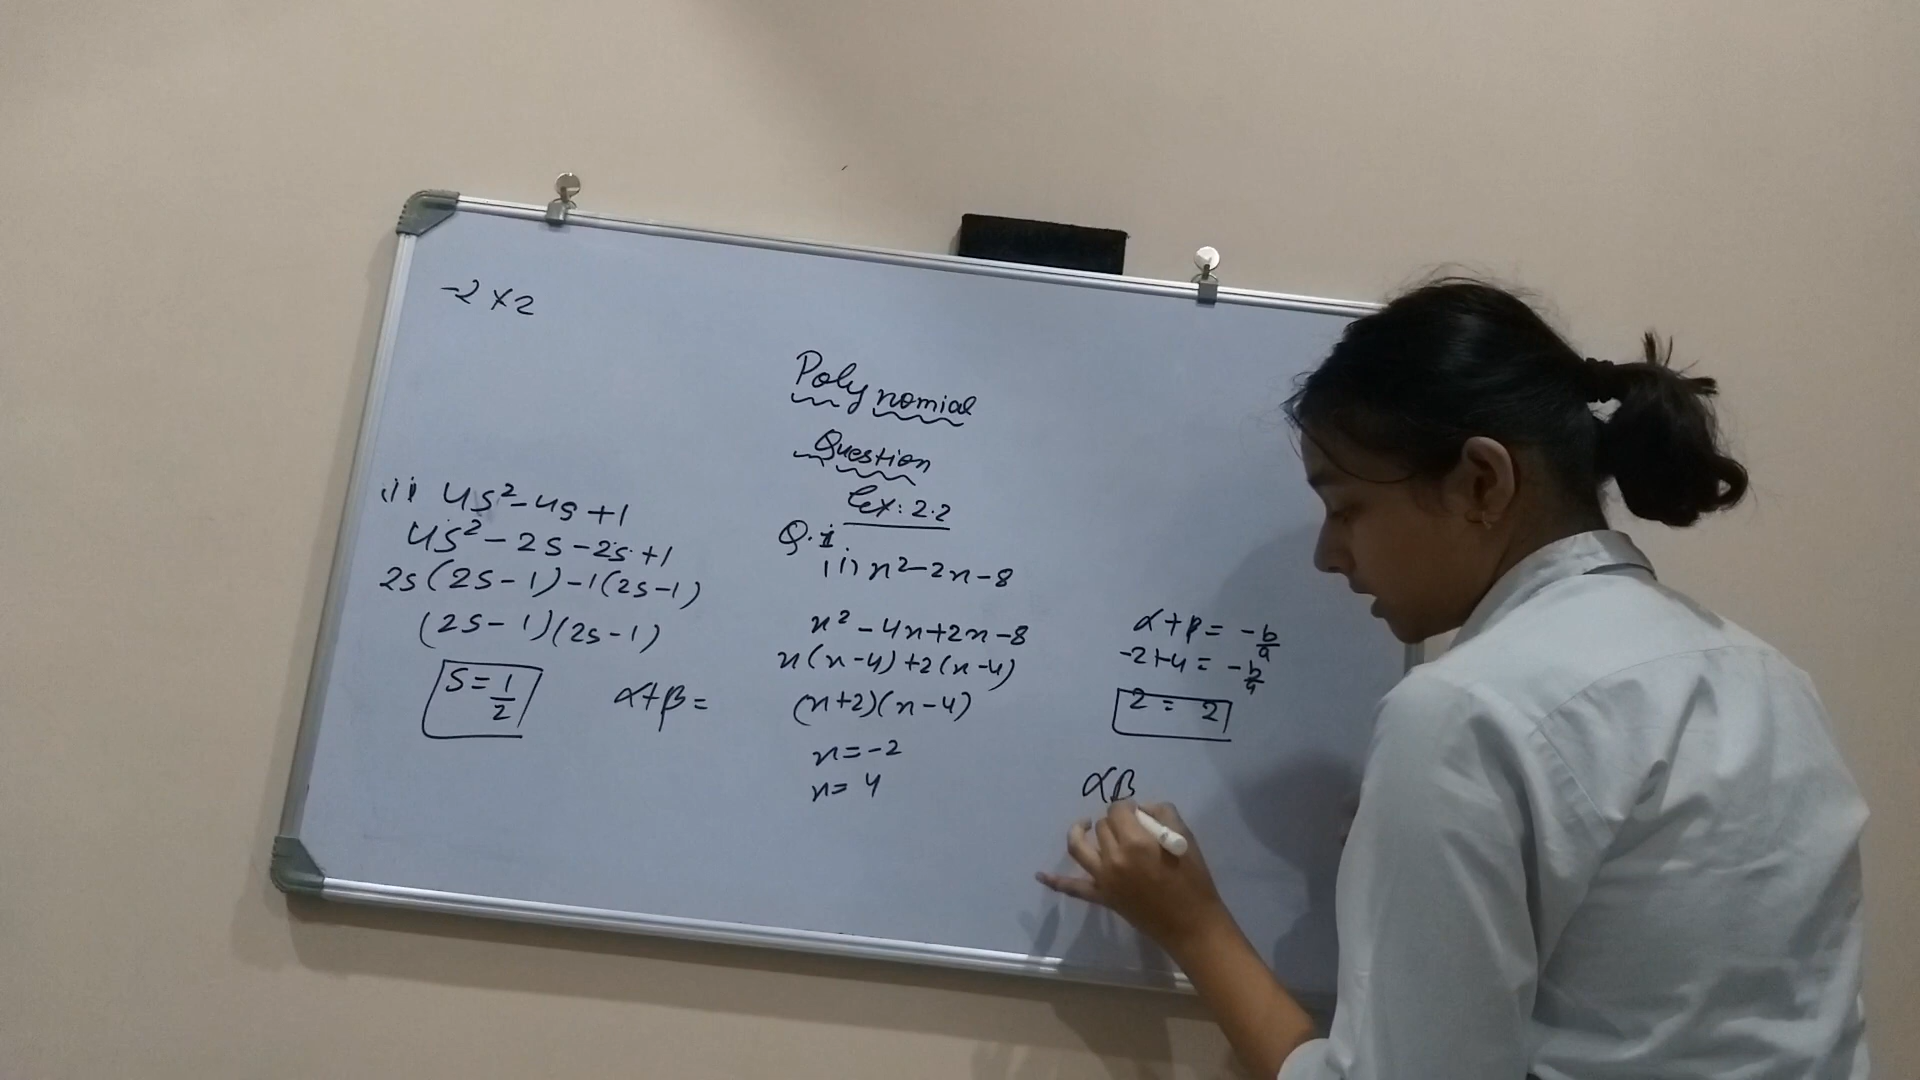 -2 × 2
Polynomial
Question
Ex: 2.2
Q.1
(i) x² - 2x - 8
x² - 4x + 2x - 8
x(x-4) + 2(x-4)
(x+2)(x-4)
x = -2
x = 4
α+β = -b/a
-2+4 = -b/a
2 = 2
αβ
(ii) 4s² - 4s + 1
4s² - 2s - 2s + 1
2s(2s-1) - 1(2s-1)
(2s-1)(2s-1)
s = 1/2
α+β =